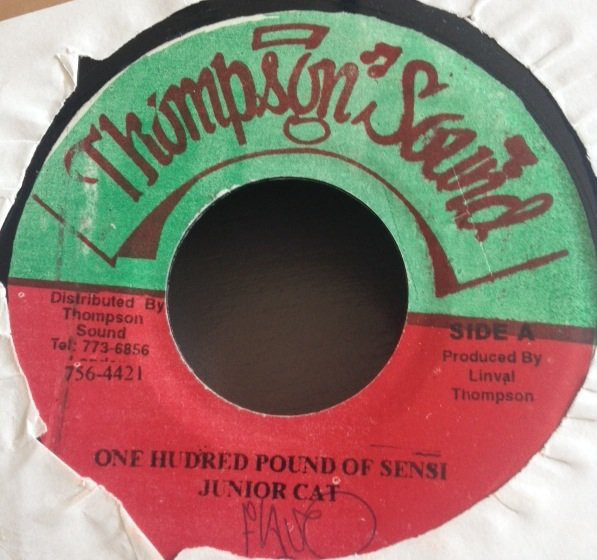 Thompson Sound
Distributed By
Thompson
Sound
Tel: 773-6856
756-4421
SIDE A
Produced By
Linval
Thompson
ONE HUDRED POUND OF SENSI
JUNIOR CAT